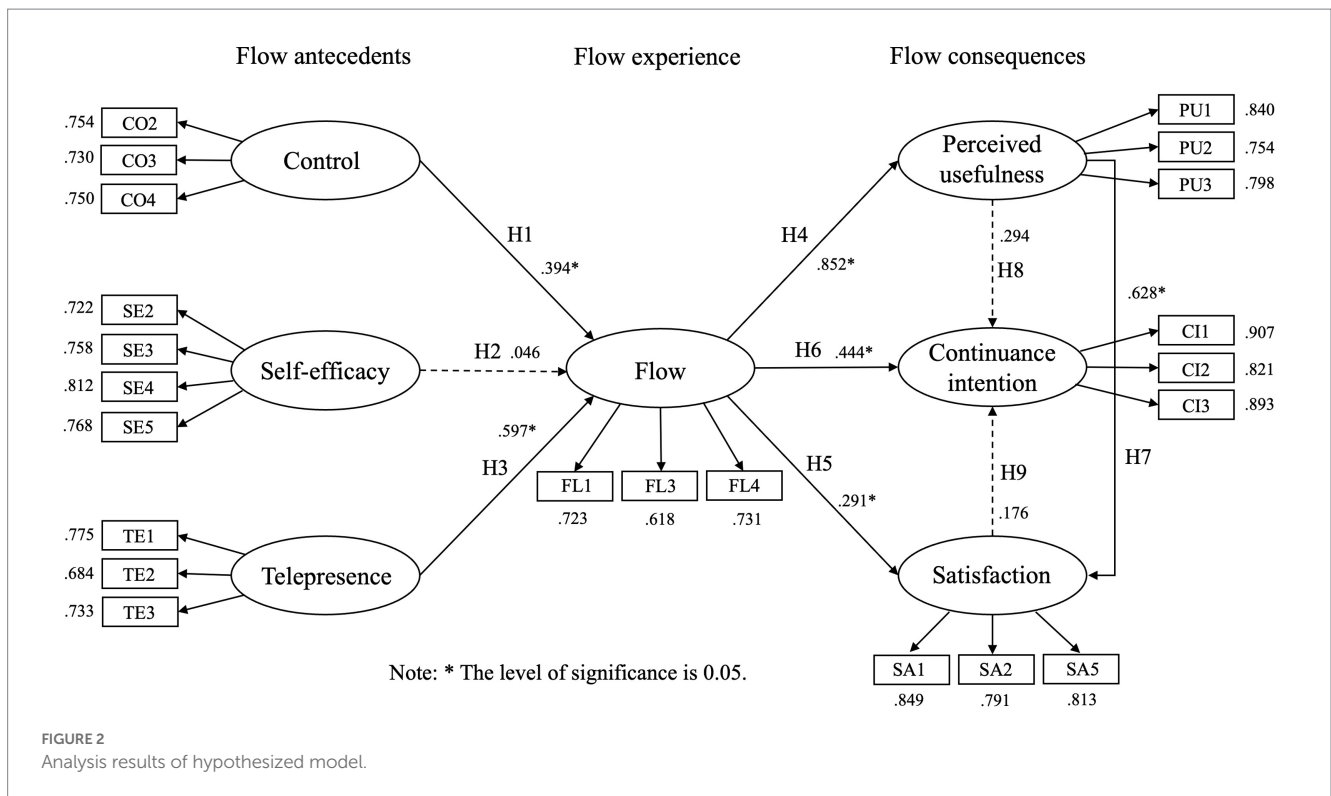 Flow antecedents
Flow experience
Flow consequences
.754 CO2
.730 CO3
.750 CO4
Control
H1
.394*
.722 SE2
.758 SE3
.812 SE4
.768 SE5
Self-efficacy
H2 .046
.775 TE1
.684 TE2
.733 TE3
Telepresence
.597*
H3
Flow
FL1
FL3
FL4
.723
.618
.731
H4
.852*
H6 .444*
H5
.291*
Perceived
usefulness
PU1 .840
PU2 .754
PU3 .798
.294
H8
.628*
H7
Continuance
intention
CI1 .907
CI2 .821
CI3 .893
H9
.176
Satisfaction
SA1
SA2
SA5
.849
.791
.813
Note: * The level of significance is 0.05.
FIGURE 2
Analysis results of hypothesized model.